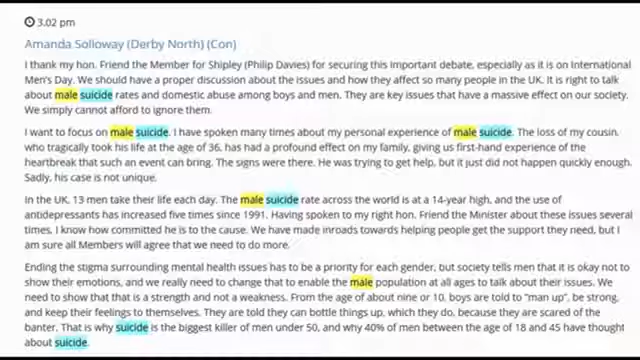 3.02 pm
Amanda Solloway (Derby North) (Con)
I thank my hon. Friend the Member for Shipley (Philip Davies) for securing this important debate, especially as it is on International
Men's Day. We should have a proper discussion about the issues and how they affect so many people in the UK. It is right to talk
about male suicide rates and domestic abuse among boys and men. They are key issues that have a massive effect on our society.
We simply cannot afford to ignore them.
I want to focus on male suicide. I have spoken many times about my personal experience of male suicide. The loss of my cousin,
who tragically took his life at the age of 36, has had a profound effect on my family, giving us first-hand experience of the
heartbreak that such an event can bring. The signs were there. He was trying to get help, but it just did not happen quickly enough.
Sadly, his case is not unique.
In the UK, 13 men take their life each day. The male suicide rate across the world is at a 14-year high, and the use of
antidepressants has increased five times since 1991. Having spoken to my right hon. Friend the Minister about these issues several
times, I know how committed he is to the cause. We have made inroads towards helping people get the support they need, but I
am sure all Members will agree that we need to do more.
Ending the stigma surrounding mental health issues has to be a priority for each gender, but society tells men that it is okay not to
show their emotions, and we really need to change that to enable the male population at all ages to talk about their issues. We
need to show that that is a strength and not a weakness. From the age of about nine or 10, boys are told to "man up", be strong,
and keep their feelings to themselves. They are told they can bottle things up, which they do, because they are scared of the
banter. That is why suicide is the biggest killer of men under 50, and why 40% of men between the age of 18 and 45 have thought
about suicide.